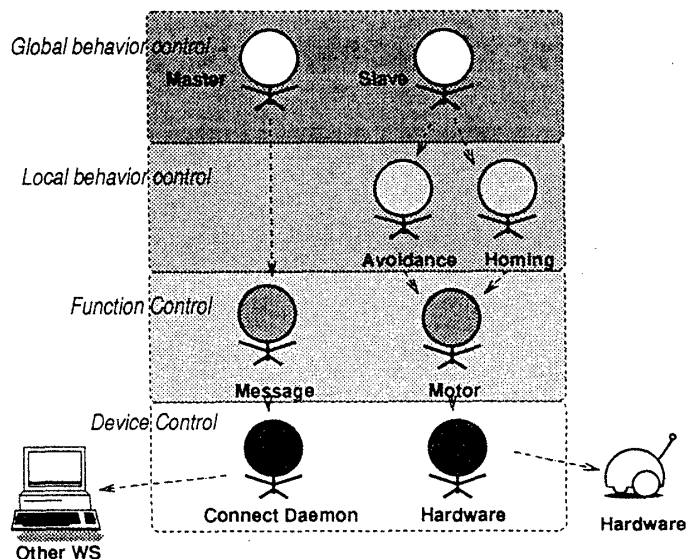 Global behavior control
Master
Slave
Local behavior control
Avoidance
Homing
Function Control
Message
Motor
Device Control
Connect Daemon
Hardware
Other WS
Hardware